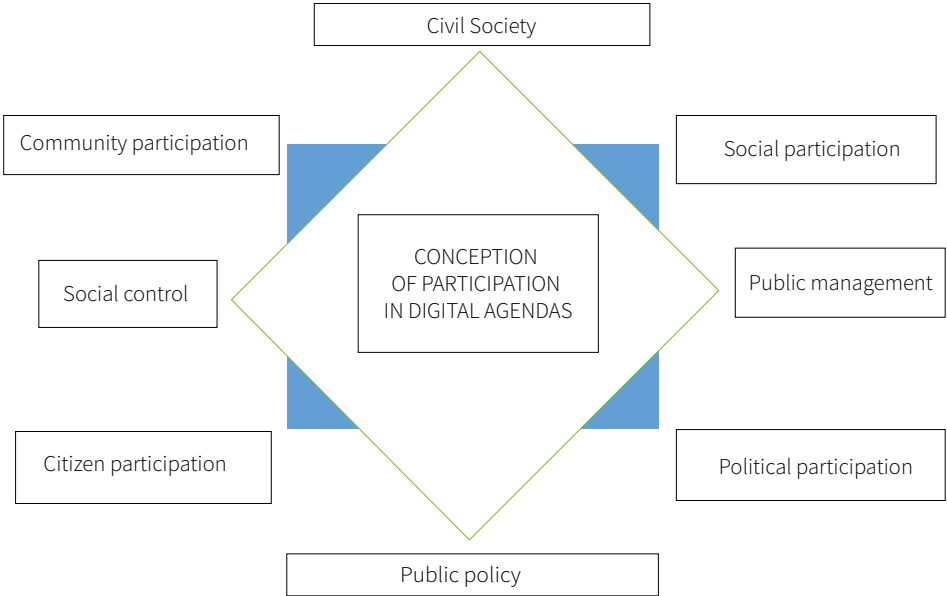 Civil Society
Community participation
Social participation
CONCEPTION
OF PARTICIPATION
IN DIGITAL AGENDAS
Social control
Public management
Citizen participation
Political participation
Public policy